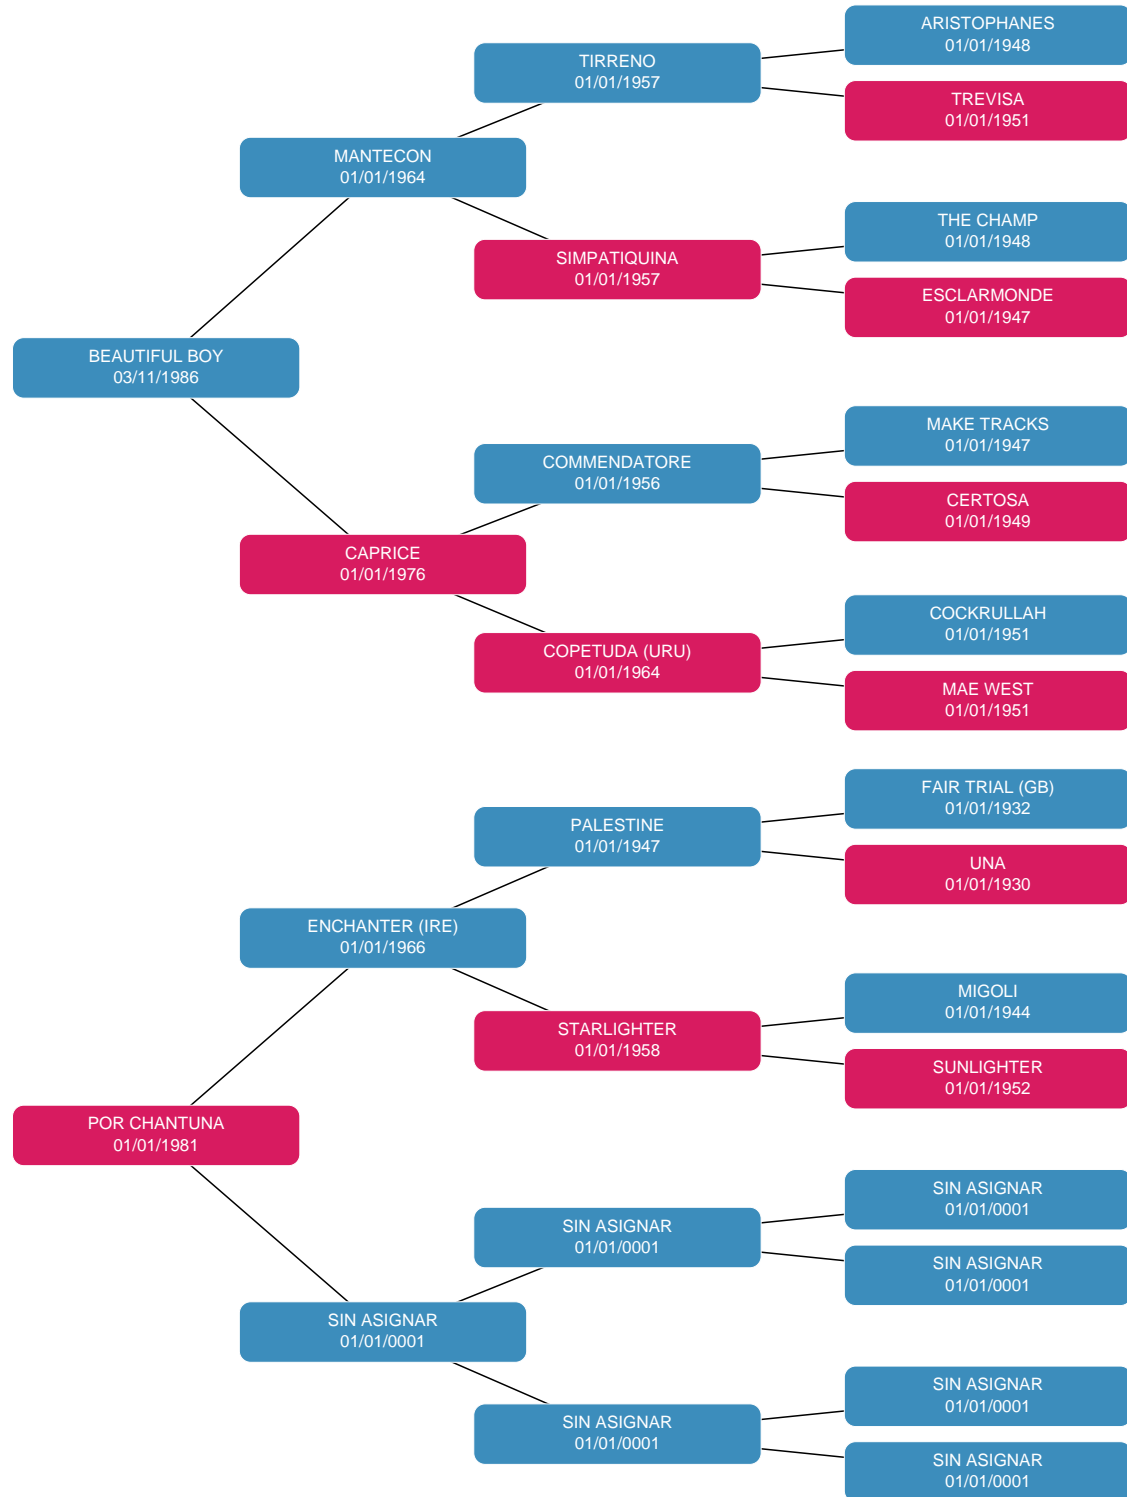 ARISTOPHANES
01/01/1948
TIRRENO
01/01/1957
TREVISA
01/01/1951
MANTECON
01/01/1964
THE CHAMP
01/01/1948
SIMPATIQUINA
01/01/1957
ESCLARMONDE
01/01/1947
BEAUTIFUL BOY
03/11/1986
MAKE TRACKS
01/01/1947
COMMENDATORE
01/01/1956
CERTOSA
01/01/1949
CAPRICE
01/01/1976
COCKRULLAH
01/01/1951
COPETUDA (URU)
01/01/1964
MAE WEST
01/01/1951
FAIR TRIAL (GB)
01/01/1932
PALESTINE
01/01/1947
UNA
01/01/1930
ENCHANTER (IRE)
01/01/1966
MIGOLI
01/01/1944
STARLIGHTER
01/01/1958
SUNLIGHTER
01/01/1952
POR CHANTUNA
01/01/1981
SIN ASIGNAR
01/01/0001
SIN ASIGNAR
01/01/0001
SIN ASIGNAR
01/01/0001
SIN ASIGNAR
01/01/0001
SIN ASIGNAR
01/01/0001
SIN ASIGNAR
01/01/0001
SIN ASIGNAR
01/01/0001